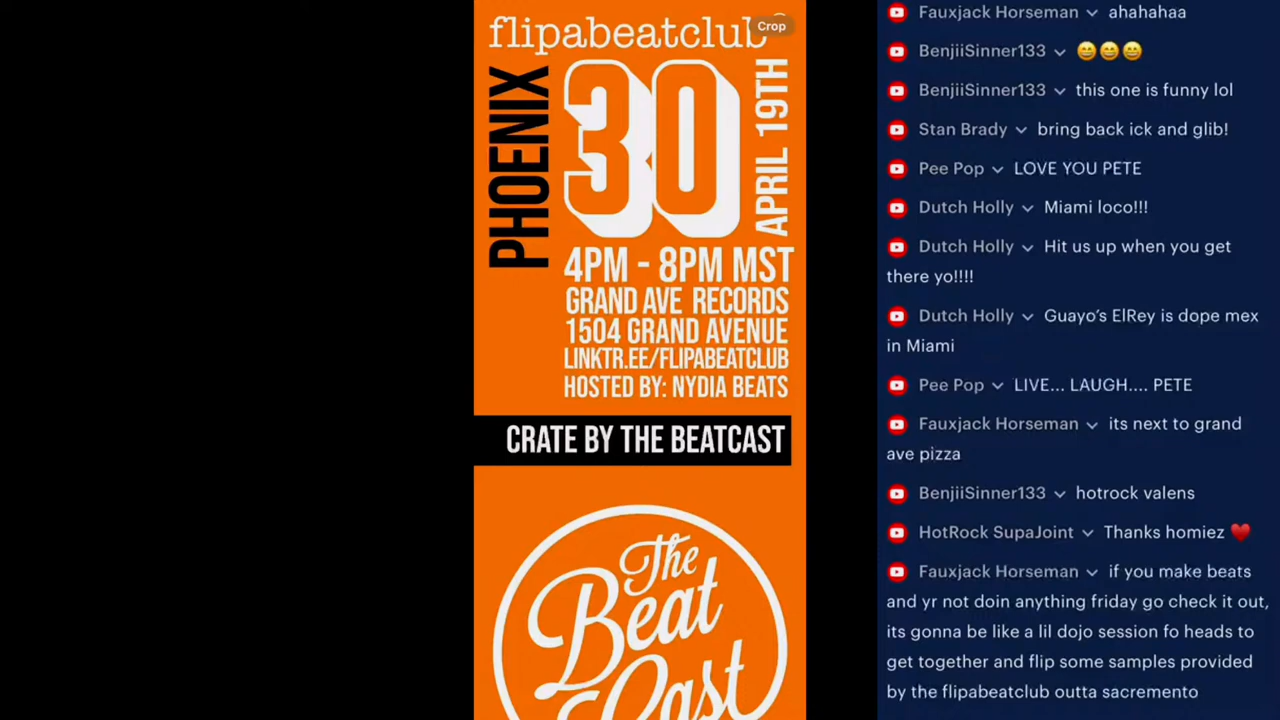 flipabeatclub
Crop
PHOENIX
30
APRIL 19TH
4PM - 8PM MST
GRAND AVE RECORDS
1504 GRAND AVENUE
LINKTR.EE/FLIPABEATCLUB
HOSTED BY: NYDIA BEATS
CRATE BY THE BEATCAST
The
Beat
Cast
Fauxjack Horseman ahahahaa
BenjiiSinner133 😄😄😄
BenjiiSinner133 this one is funny lol
Stan Brady bring back ick and glib!
Pee Pop LOVE YOU PETE
Dutch Holly Miami loco!!!
Dutch Holly Hit us up when you get
there yo!!!!
Dutch Holly Guayo’s ElRey is dope mex
in Miami
Pee Pop LIVE... LAUGH.... PETE
Fauxjack Horseman its next to grand
ave pizza
BenjiiSinner133 hotrock valens
HotRock SupaJoint Thanks homiez ❤️
Fauxjack Horseman if you make beats
and yr not doin anything friday go check it out,
its gonna be like a lil dojo session fo heads to
get together and flip some samples provided
by the flipabeatclub outta sacremento